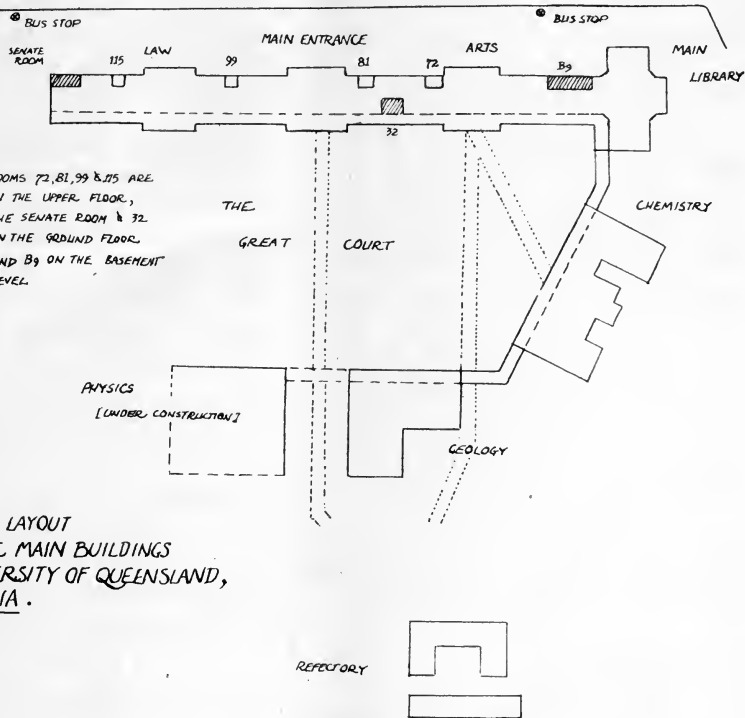 BUS STOP
BUS STOP
SENATE
ROOM
115
LAW
99
MAIN ENTRANCE
81
72
ARTS
B9
MAIN
LIBRARY
32
OOMS 72, 81, 99 & 115 ARE
N THE UPPER FLOOR,
HE SENATE ROOM & 32
N THE GROUND FLOOR
ND B9 ON THE BASEMENT
EVEL
THE
GREAT COURT
CHEMISTRY
PHYSICS
[UNDER CONSTRUCTION]
GEOLOGY
LAYOUT
MAIN BUILDINGS
ERSITY OF QUEENSLAND,
IA.
REFECTORY